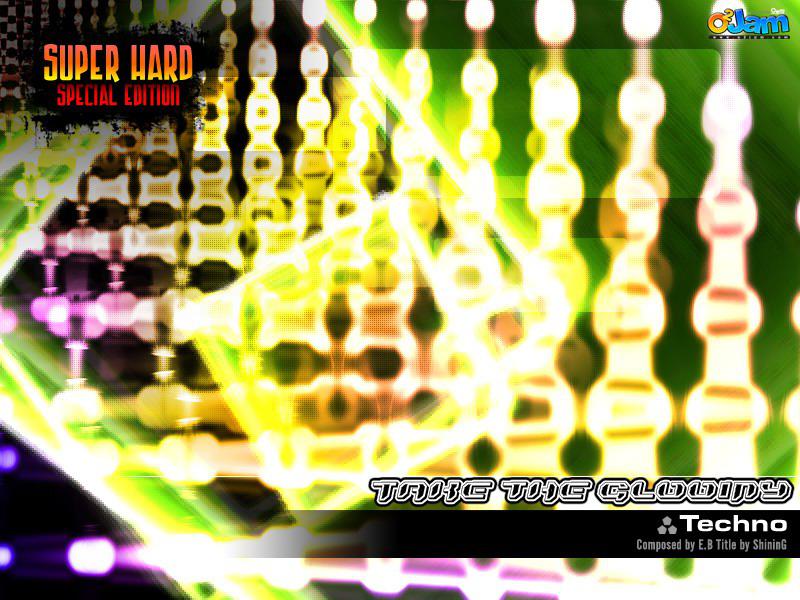 SUPER HARD
SPECIAL EDITION
O2Jam
TAKE THE GLOOMY
Techno
Composed by E.B Title by ShininG